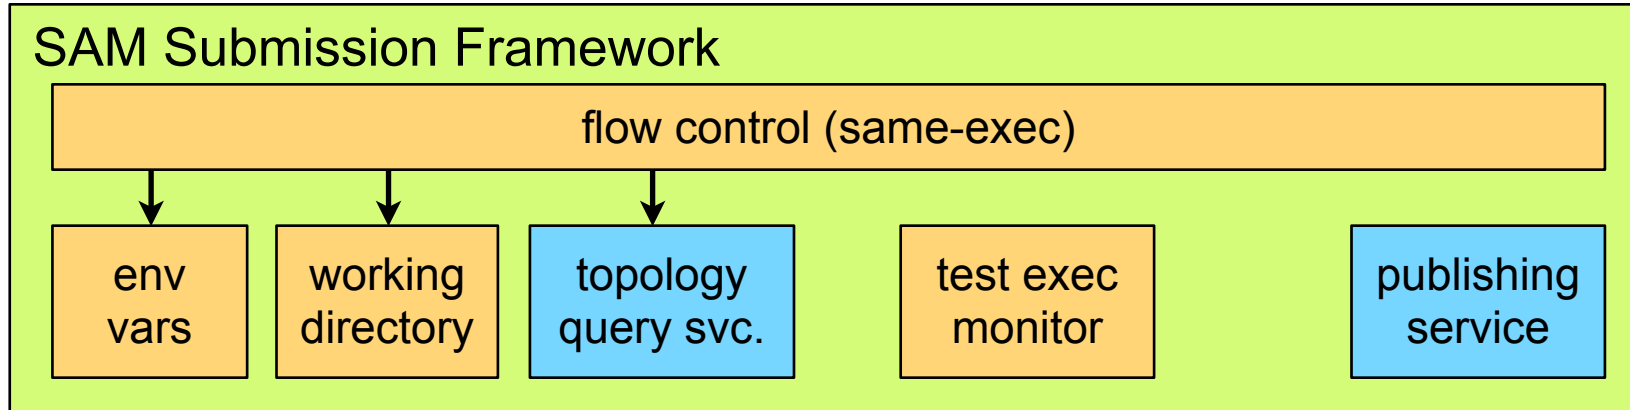 SAM Submission Framework
flow control (same-exec)
env
vars
working
directory
topology
query svc.
test exec
monitor
publishing
service